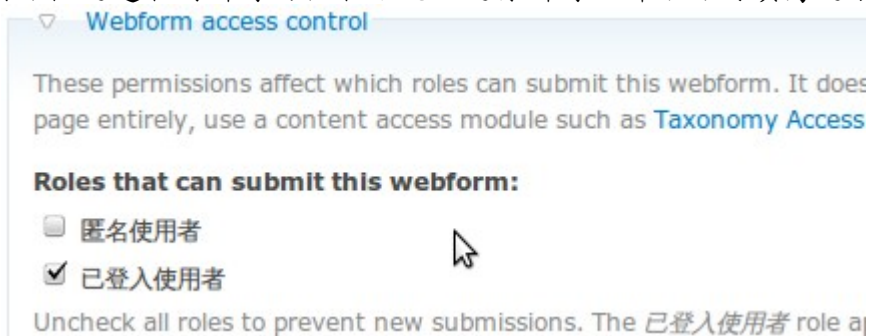 Webform access control
These permissions affect which roles can submit this webform. It does
page entirely, use a content access module such as Taxonomy Access
Roles that can submit this webform:
匿名使用者
已登入使用者
Uncheck all roles to prevent new submissions. The 已登入使用者 role